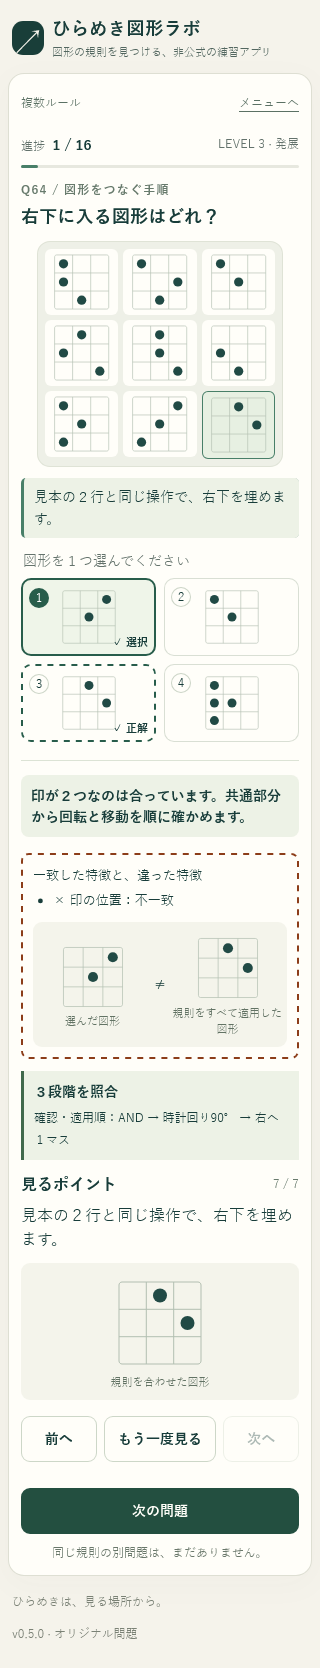 ひらめき図形ラボ
図形の規則を見つける、非公式の練習アプリ
複数ルール
メニューへ
進捗 1 / 16
LEVEL 3 · 発展
Q64 / 図形をつなぐ手順
右下に入る図形はどれ？
見本の２行と同じ操作で、右下を埋めま
す。
図形を１つ選んでください
1
✓ 選択
2
3
✓ 正解
4
印が２つなのは合っています。共通部分
から回転と移動を順に確かめます。
一致した特徴と、違った特徴
• × 印の位置：不一致
≠
選んだ図形
規則をすべて適用した
図形
３段階を照合
確認・適用順：AND → 時計回り90° → 右へ
１マス
見るポイント
7 / 7
見本の２行と同じ操作で、右下を埋め
ます。
規則を合わせた図形
前へ
もう一度見る
次へ
次の問題
同じ規則の別問題は、まだありません。
ひらめきは、見る場所から。
v0.5.0 · オリジナル問題